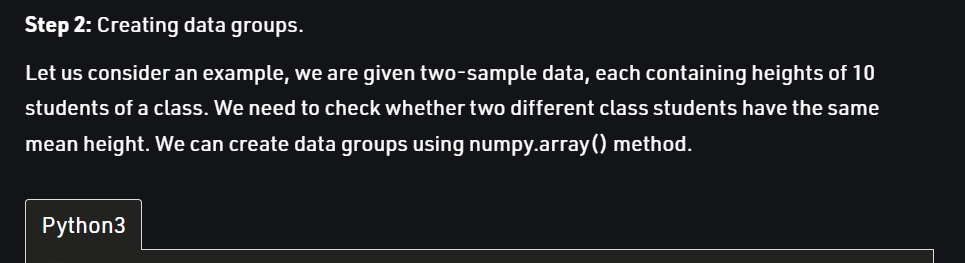 Step 2: Creating data groups.
Let us consider an example, we are given two-sample data, each containing heights of 10
students of a class. We need to check whether two different class students have the same
mean height. We can create data groups using numpy.array() method.
Python3